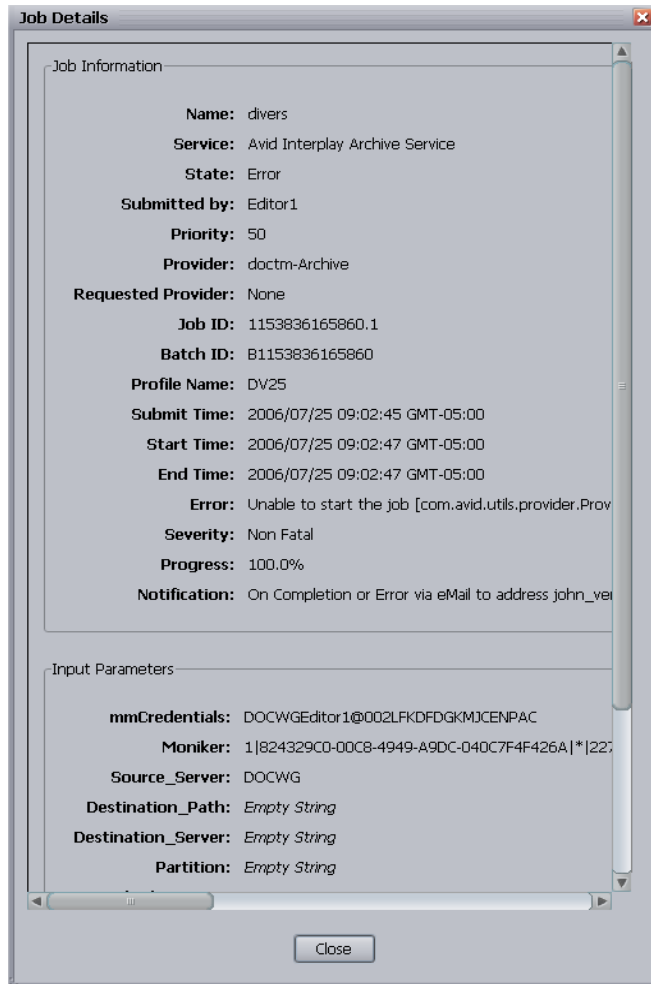 Job Details
Job Information
Name: divers
Service: Avid Interplay Archive Service
State: Error
Submitted by: Editor1
Priority: 50
Provider: doctm-Archive
Requested Provider: None
Job ID: 1153836165860.1
Batch ID: B1153836165860
Profile Name: DV25
Submit Time: 2006/07/25 09:02:45 GMT-05:00
Start Time: 2006/07/25 09:02:47 GMT-05:00
End Time: 2006/07/25 09:02:47 GMT-05:00
Error: Unable to start the job [com.avid.utils.provider.Prov
Severity: Non Fatal
Progress: 100.0%
Notification: On Completion or Error via eMail to address john_ver
Input Parameters
mmCredentials: DOCWGEditor1@002LFKDFDGKMJCENPAC
Moniker: 1|824329C0-00C8-4949-A9DC-040C7F4F426A|*|227
Source_Server: DOCWG
Destination_Path: Empty String
Destination_Server: Empty String
Partition: Empty String
Close